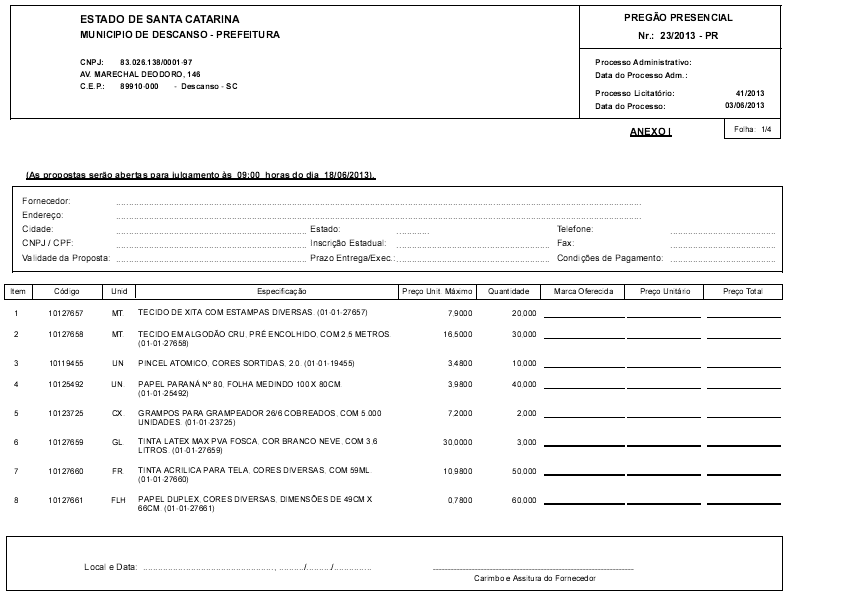 ESTADO DE SANTA CATARINA
MUNICIPIO DE DESCANSO - PREFEITURA
CNPJ: 83.026.138/0001-97
AV. MARECHAL DEODORO, 146
C.E.P.: 89910-000 - Descanso - SC
PREGÃO PRESENCIAL
Nr.: 23/2013 - PR
Processo Administrativo:
Data do Processo Adm.:
Processo Licitatório: 41/2013
Data do Processo: 03/06/2013
ANEXO I
Folha: 1/4
(As propostas serão abertas para julgamento às 09:00 horas do dia 18/06/2013).
Fornecedor:
Endereço:
Cidade: Estado: Telefone:
CNPJ / CPF: Inscrição Estadual: Fax:
Validade da Proposta: Prazo Entrega/Exec.: Condições de Pagamento:
Item Código Unid Especificação Preço Unit. Máximo Quantidade Marca Oferecida Preço Unitário Preço Total
1 10127657 MT. TECIDO DE XITA COM ESTAMPAS DIVERSAS. (01-01-27657) 7,9000 20,000
2 10127658 MT. TECIDO EM ALGODÃO CRU, PRÉ ENCOLHIDO, COM 2,5 METROS. 16,5000 30,000
(01-01-27658)
3 10119455 UN PINCEL ATOMICO, CORES SORTIDAS, 2.0. (01-01-19455) 3,4800 10,000
4 10125492 UN. PAPEL PARANÁ Nº 80, FOLHA MEDINDO 100 X 80CM. 3,9800 40,000
(01-01-25492)
5 10123725 CX. GRAMPOS PARA GRAMPEADOR 26/6 COBREADOS, COM 5.000 7,2000 2,000
UNIDADES. (01-01-23725)
6 10127659 GL. TINTA LATEX MAX PVA FOSCA, COR BRANCO NEVE, COM 3,6 30,0000 3,000
LITROS. (01-01-27659)
7 10127660 FR. TINTA ACRILICA PARA TELA, CORES DIVERSAS, COM 59ML. 10,9800 50,000
(01-01-27660)
8 10127661 FLH PAPEL DUPLEX, CORES DIVERSAS, DIMENSÕES DE 49CM X 0,7800 60,000
66CM. (01-01-27661)
Local e Data: ............................................, ........../........./..............
Carimbo e Assitura do Fornecedor